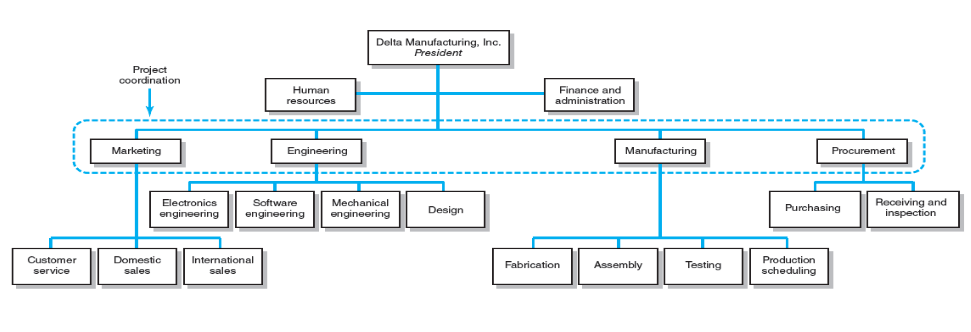 Delta Manufacturing, Inc.
President
Project
coordination
Human
resources
Finance and
administration
Marketing
Engineering
Manufacturing
Procurement
Electronics
engineering
Software
engineering
Mechanical
engineering
Design
Purchasing
Receiving and
inspection
Customer
service
Domestic
sales
International
sales
Fabrication
Assembly
Testing
Production
scheduling